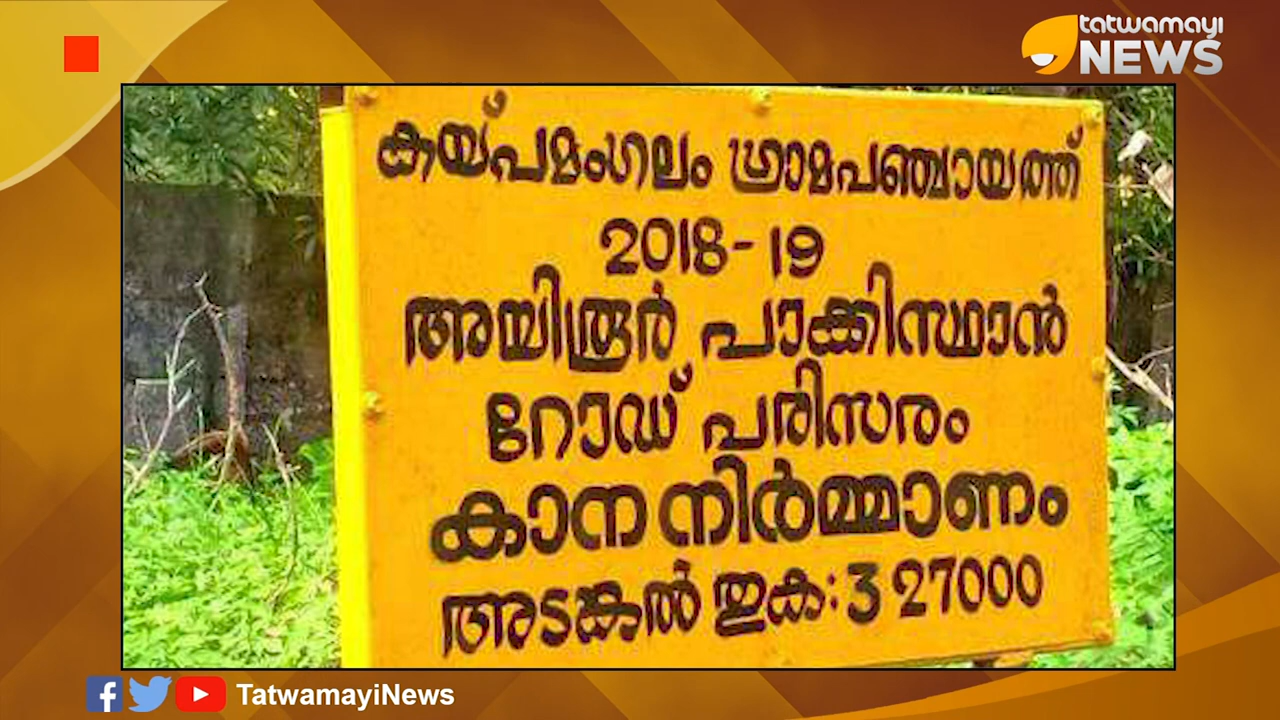 tatwamayi
NEWS
കയ്പമംഗലം ഗ്രാമപഞ്ചായത്ത്
2018-19
അയിരൂർ പാക്കിസ്ഥാൻ
റോഡ് പരിസരം
കാന നിർമ്മാണം
അടങ്കൽ തുക: 3 27000
TatwamayiNews